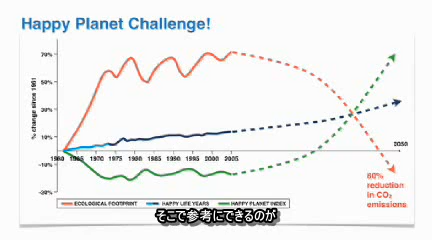 Happy Planet Challenge!
% change since 1961
70%
50%
30%
10%
-10%
-30%
1960 1965 1970 1975 1980 1985 1990 1995 2000 2005
2050
60%
reduction
in CO₂
emissions
ECOLOGICAL FOOTPRINT HAPPY LIFE YEARS HAPPY PLANET INDEX
そこで参考にできるのが